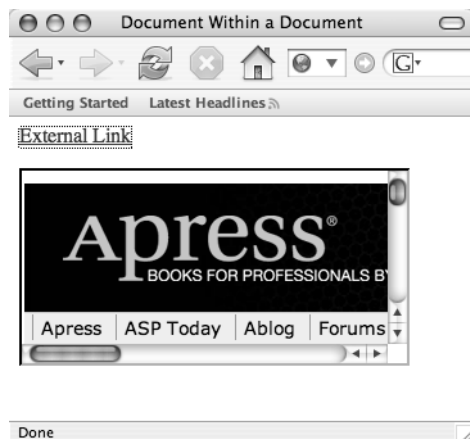 Document Within a Document
G
Getting Started Latest Headlines
External Link
Apress®
BOOKS FOR PROFESSIONALS BY
Apress ASP Today Ablog Forums
Done